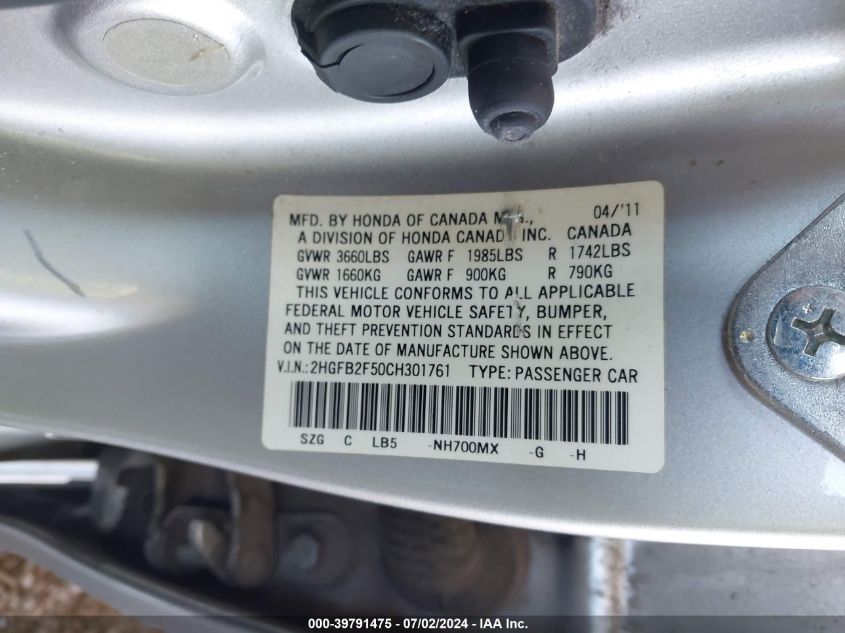 MFD. BY HONDA OF CANADA
04/'11
A DIVISION OF HONDA INC. CANADA
GVWR 3660LBS GAWR F 1985LBS R 1742LBS
GVWR 1660KG GAWR F 900KG R 790KG
THIS VEHICLE CONFORMS TO ALL APPLICABLE
FEDERAL MOTOR VEHICLE SAFETY, BUMPER,
AND THEFT PREVENTION STANDARDS IN EFFECT
ON THE DATE OF MANUFACTURE SHOWN ABOVE.
V.I.N.: 2HGFB2F50CH301761 TYPE: PASSENGER CAR
SZG C LB5 -NH700MX -G -H
000-39791475 | 07/02/2024 - IAA Inc.